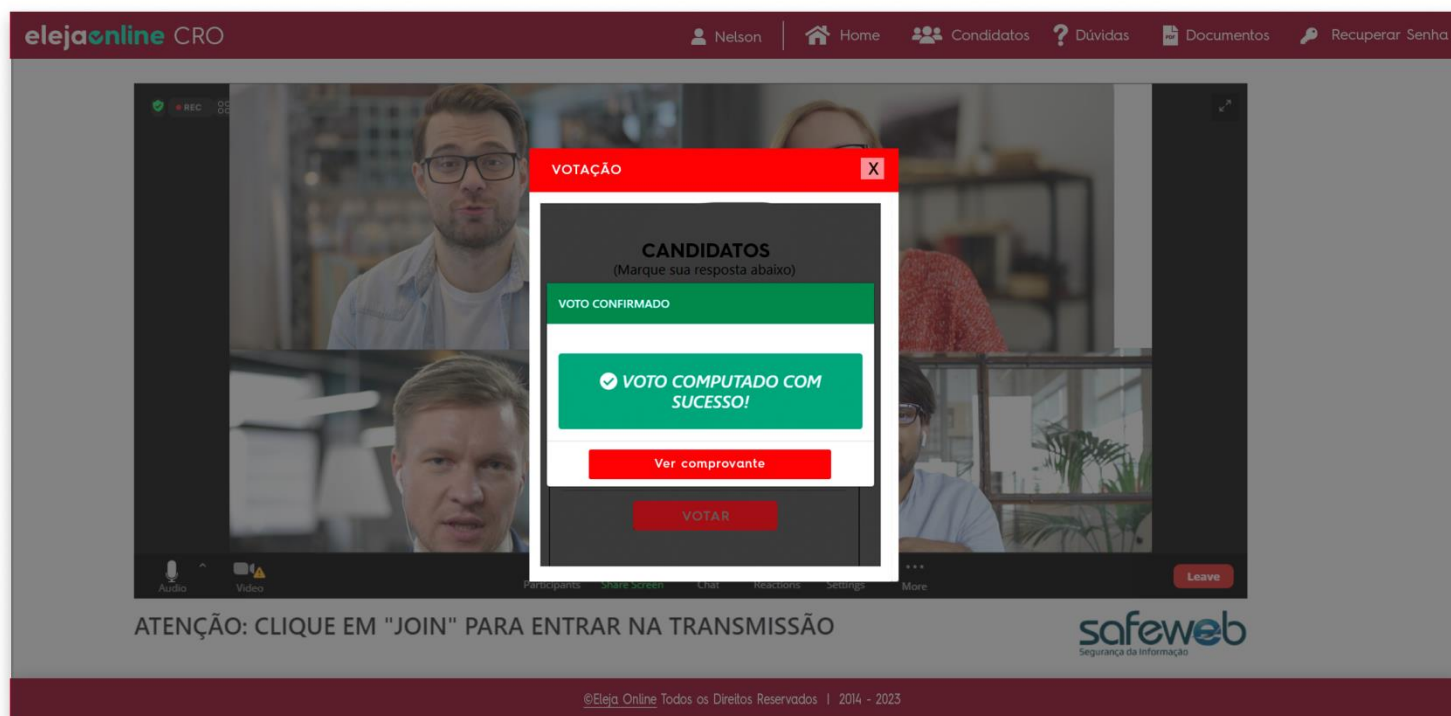 elejaonline CRO
Nelson
Home
Candidatos
Dúvidas
PDF
Documentos
Recuperar Senha
REC
VOTAÇÃO
X
CANDIDATOS
(Marque sua resposta abaixo)
VOTO CONFIRMADO
VOTO COMPUTADO COM
SUCESSO!
Ver comprovante
VOTAR
Audio
Video
Participants
Share Screen
Chat
Reactions
Settings
More
Leave
ATENÇÃO: CLIQUE EM "JOIN" PARA ENTRAR NA TRANSMISSÃO
safeweb
Segurança da Informação
©Eleja Online Todos os Direitos Reservados | 2014 - 2023